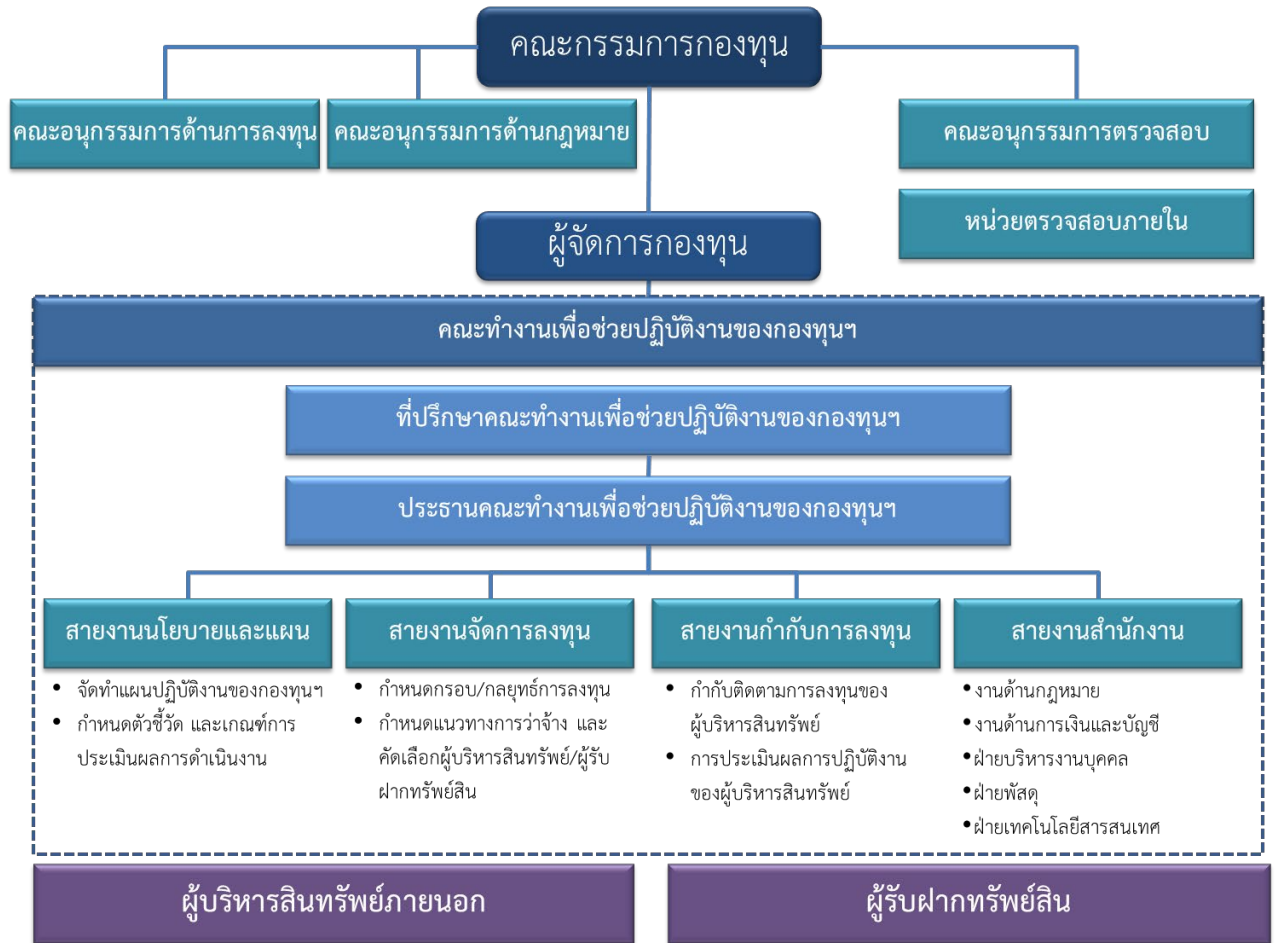 คณะกรรมการกองทุน
คณะอนุกรรมการด้านการลงทุน
คณะอนุกรรมการด้านกฎหมาย
คณะอนุกรรมการตรวจสอบ
หน่วยตรวจสอบภายใน
ผู้จัดการกองทุน
คณะทำงานเพื่อช่วยปฏิบัติงานของกองทุนฯ
ที่ปรึกษาคณะทำงานเพื่อช่วยปฏิบัติงานของกองทุนฯ
ประธานคณะทำงานเพื่อช่วยปฏิบัติงานของกองทุนฯ
สายงานนโยบายและแผน
• จัดทำแผนปฏิบัติงานของกองทุนฯ
• กำหนดตัวชี้วัด และเกณฑ์การ
ประเมินผลการดำเนินงาน
สายงานจัดการลงทุน
• กำหนดกรอบ/กลยุทธ์การลงทุน
• กำหนดแนวทางการว่าจ้าง และ
คัดเลือกผู้บริหารสินทรัพย์/ผู้รับ
ฝากทรัพย์สิน
สายงานกำกับการลงทุน
• กำกับติดตามการลงทุนของ
ผู้บริหารสินทรัพย์
• การประเมินผลการปฏิบัติงาน
ของผู้บริหารสินทรัพย์
สายงานสำนักงาน
• งานด้านกฎหมาย
• งานด้านการเงินและบัญชี
• ฝ่ายบริหารงานบุคคล
• ฝ่ายพัสดุ
• ฝ่ายเทคโนโลยีสารสนเทศ
ผู้บริหารสินทรัพย์ภายนอก
ผู้รับฝากทรัพย์สิน